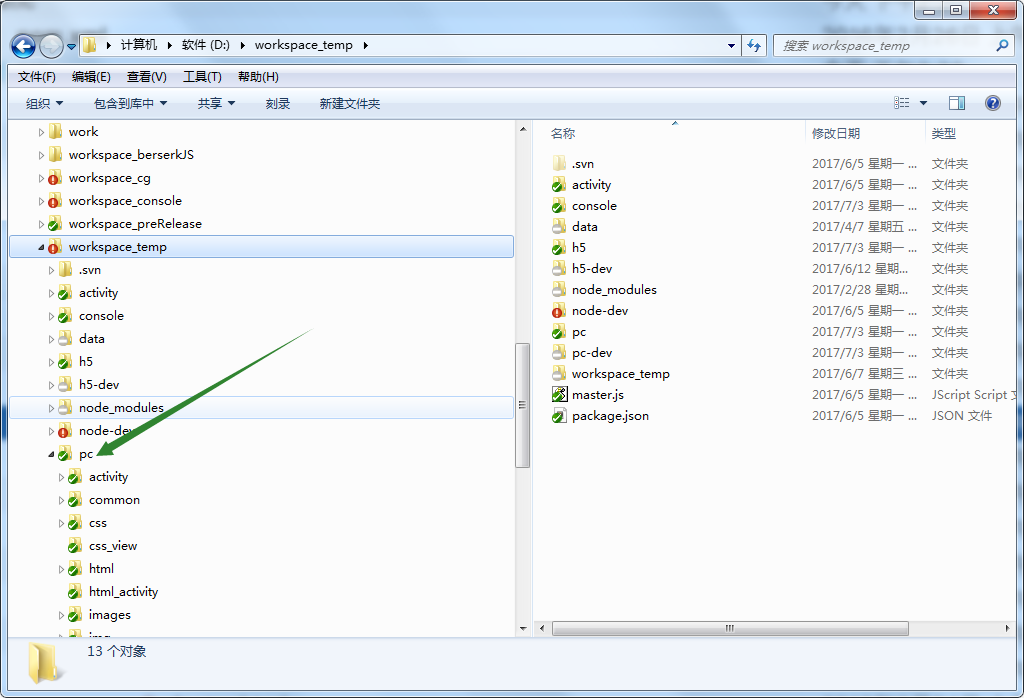 计算机 软件 (D:) workspace_temp
搜索 workspace_temp
文件(F) 编辑(E) 查看(V) 工具(T) 帮助(H)
组织 包含到库中 共享 刻录 新建文件夹
work
workspace_berserkJS
workspace_cg
workspace_console
workspace_preRelease
workspace_temp
.svn
activity
console
data
h5
h5-dev
node_modules
node-dev
pc
activity
common
css
css_view
html
html_activity
images
img
名称 修改日期 类型
.svn 2017/6/5 星期一 ... 文件夹
activity 2017/6/5 星期一 ... 文件夹
console 2017/7/3 星期一 ... 文件夹
data 2017/4/7 星期五 ... 文件夹
h5 2017/7/3 星期一 ... 文件夹
h5-dev 2017/6/12 星期... 文件夹
node_modules 2017/2/28 星期... 文件夹
node-dev 2017/6/5 星期一 ... 文件夹
pc 2017/7/3 星期一 ... 文件夹
pc-dev 2017/7/3 星期一 ... 文件夹
workspace_temp 2017/6/7 星期三 ... 文件夹
master.js 2017/6/5 星期一 ... JScript Script 文
package.json 2017/6/5 星期一 ... JSON 文件
13 个对象